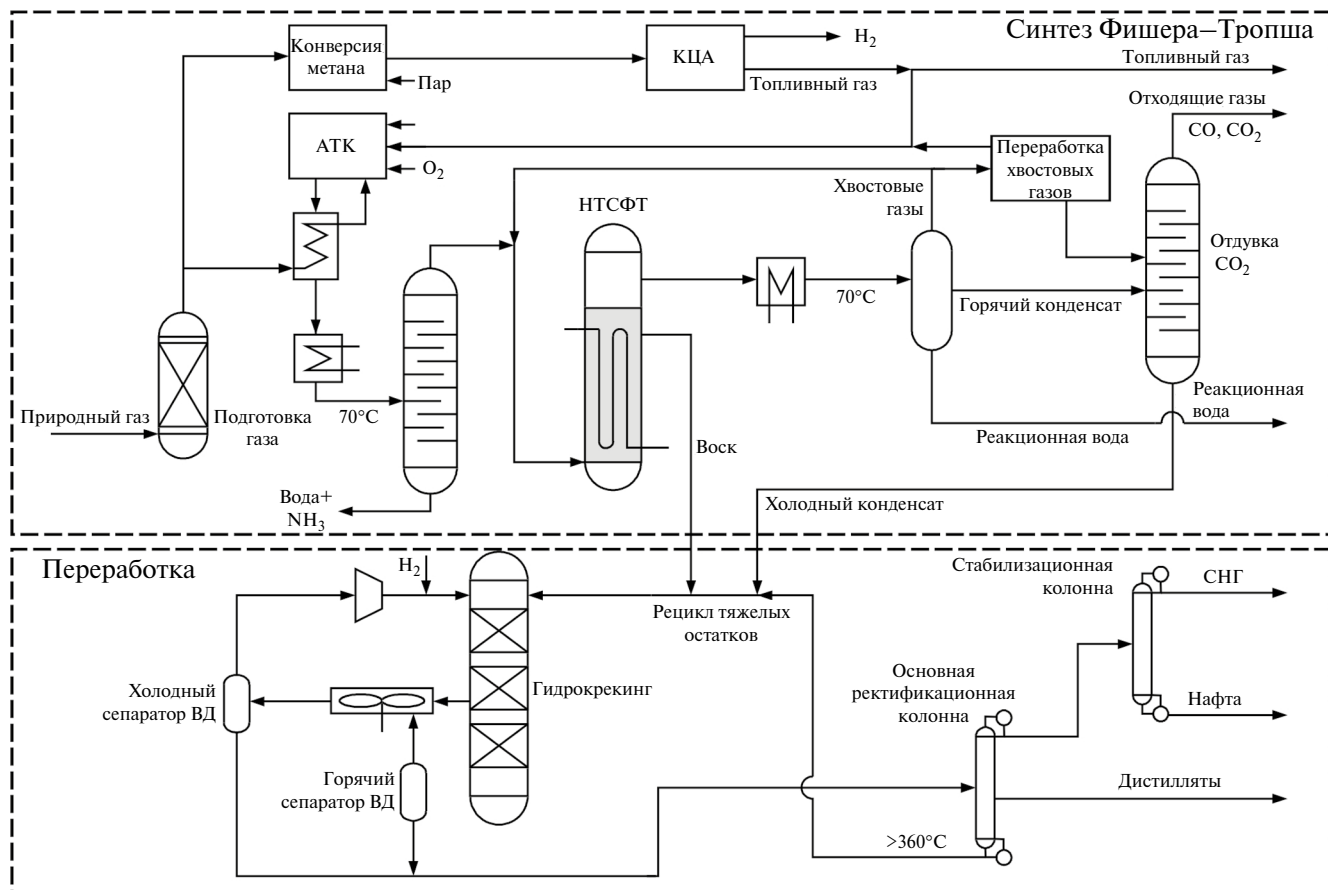 Синтез Фишера–Тропша
Конверсия
метана
Пар
КЦА
H2
Топливный газ
Топливный газ
Отходящие газы
CO, CO2
АТК
O2
Переработка
хвостовых
газов
Хвостовые
газы
НТСФТ
Отдувка
CO2
70°C
Горячий конденсат
Природный газ
Подготовка
газа
70°C
Реакционная
вода
Реакционная вода
Воск
Вода+
NH3
Холодный конденсат
Переработка
H2
Стабилизационная
колонна
СНГ
Рецикл тяжелых
остатков
Холодный
сепаратор ВД
Гидрокрекинг
Основная
ректификационная
колонна
Нафта
Горячий
сепаратор ВД
Дистилляты
>360°C